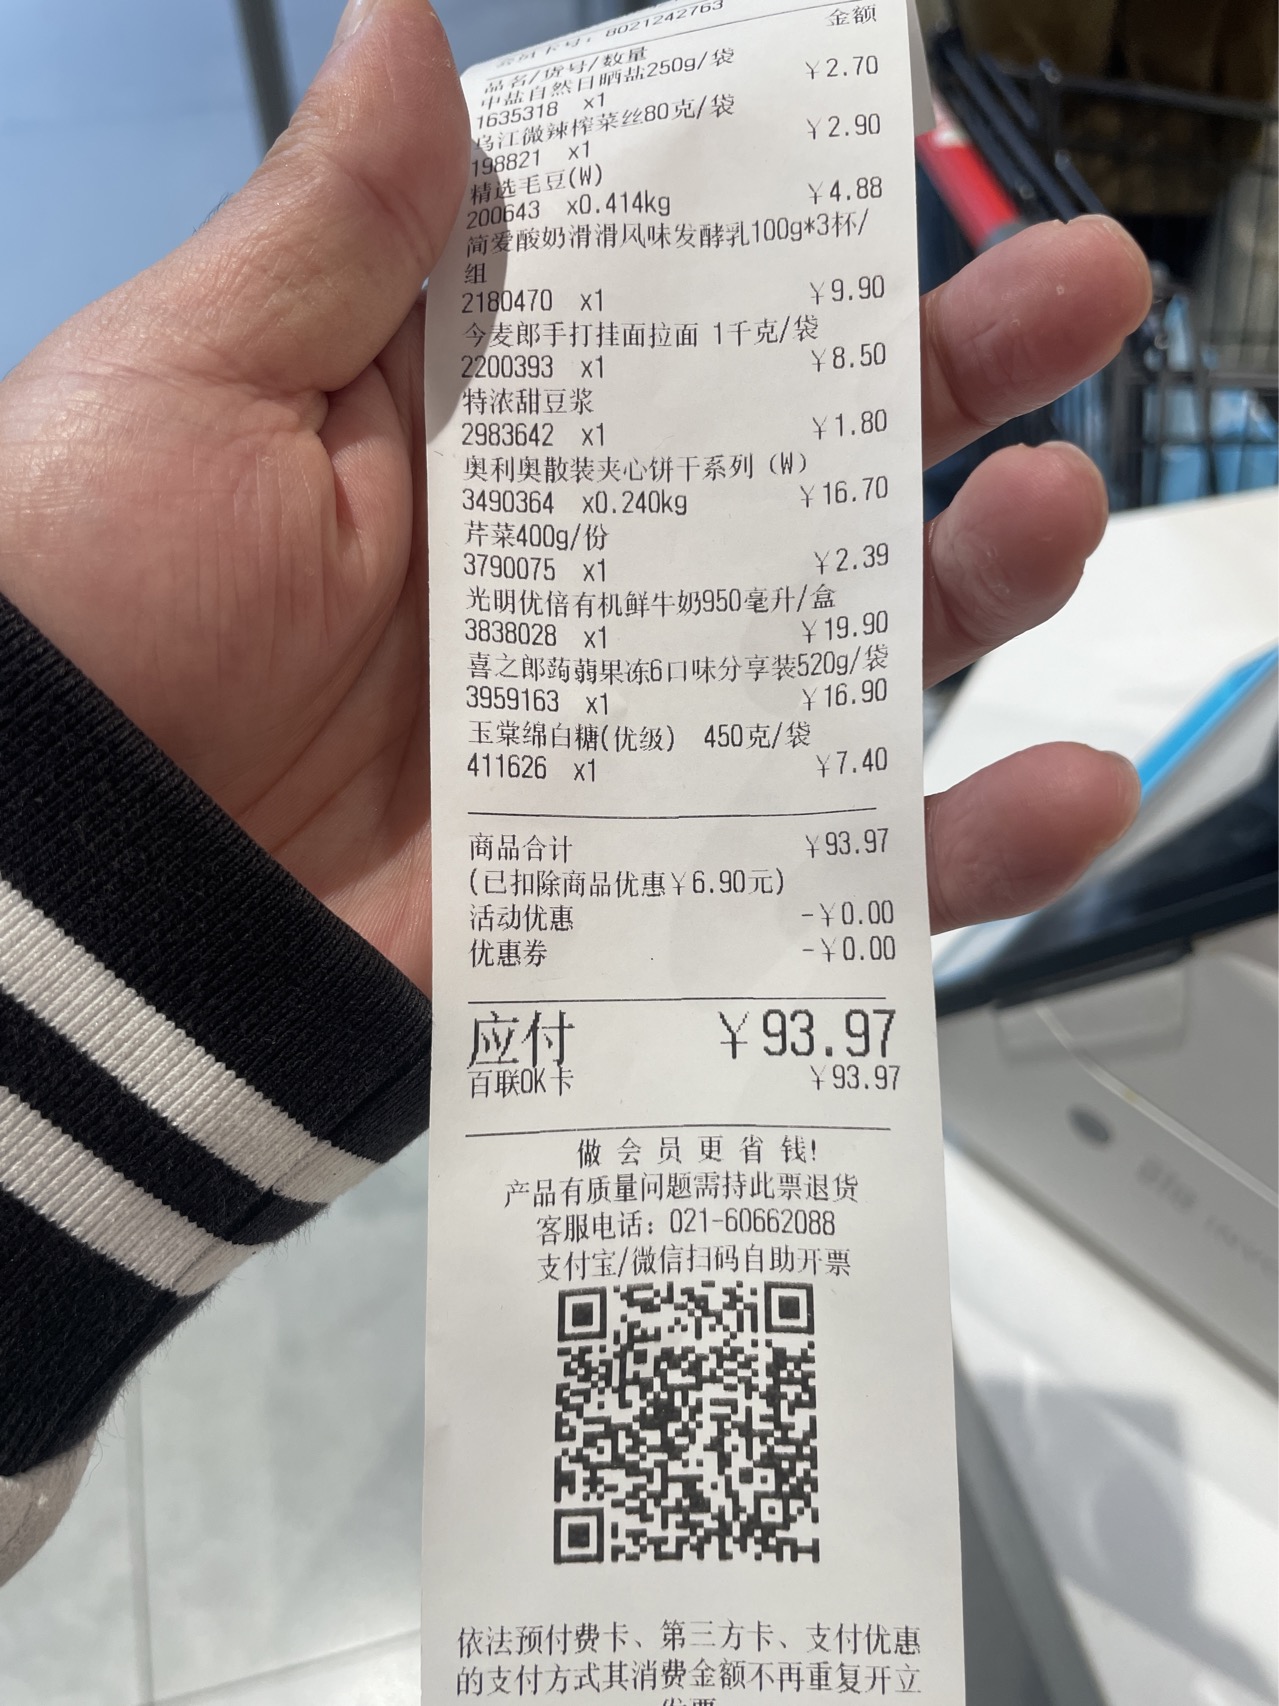 会员卡号: 8021242763
品名/货号/数量 金额
中盐自然日晒盐250g/袋
1635318 x1 ￥2.70
乌江微辣榨菜丝80克/袋
198821 x1 ￥2.90
精选毛豆(W)
200643 x0.414kg ￥4.88
简爱酸奶滑滑风味发酵乳100g*3杯/
组
2180470 x1 ￥9.90
今麦郎手打挂面拉面 1千克/袋
2200393 x1 ￥8.50
特浓甜豆浆
2983642 x1 ￥1.80
奥利奥散装夹心饼干系列（W）
3490364 x0.240kg ￥16.70
芹菜400g/份
3790075 x1 ￥2.39
光明优倍有机鲜牛奶950毫升/盒
3838028 x1 ￥19.90
喜之郎蒟蒻果冻6口味分享装520g/袋
3959163 x1 ￥16.90
玉棠绵白糖(优级） 450克/袋
411626 x1 ￥7.40
商品合计 ￥93.97
(已扣除商品优惠￥6.90元)
活动优惠 -￥0.00
优惠券 -￥0.00
应付 ￥93.97
百联OK卡 ￥93.97
做会员更省钱!
产品有质量问题需持此票退货
客服电话: 021-60662088
支付宝/微信扫码自助开票
依法预付费卡、第三方卡、支付优惠
的支付方式其消费金额不再重复开立
发票